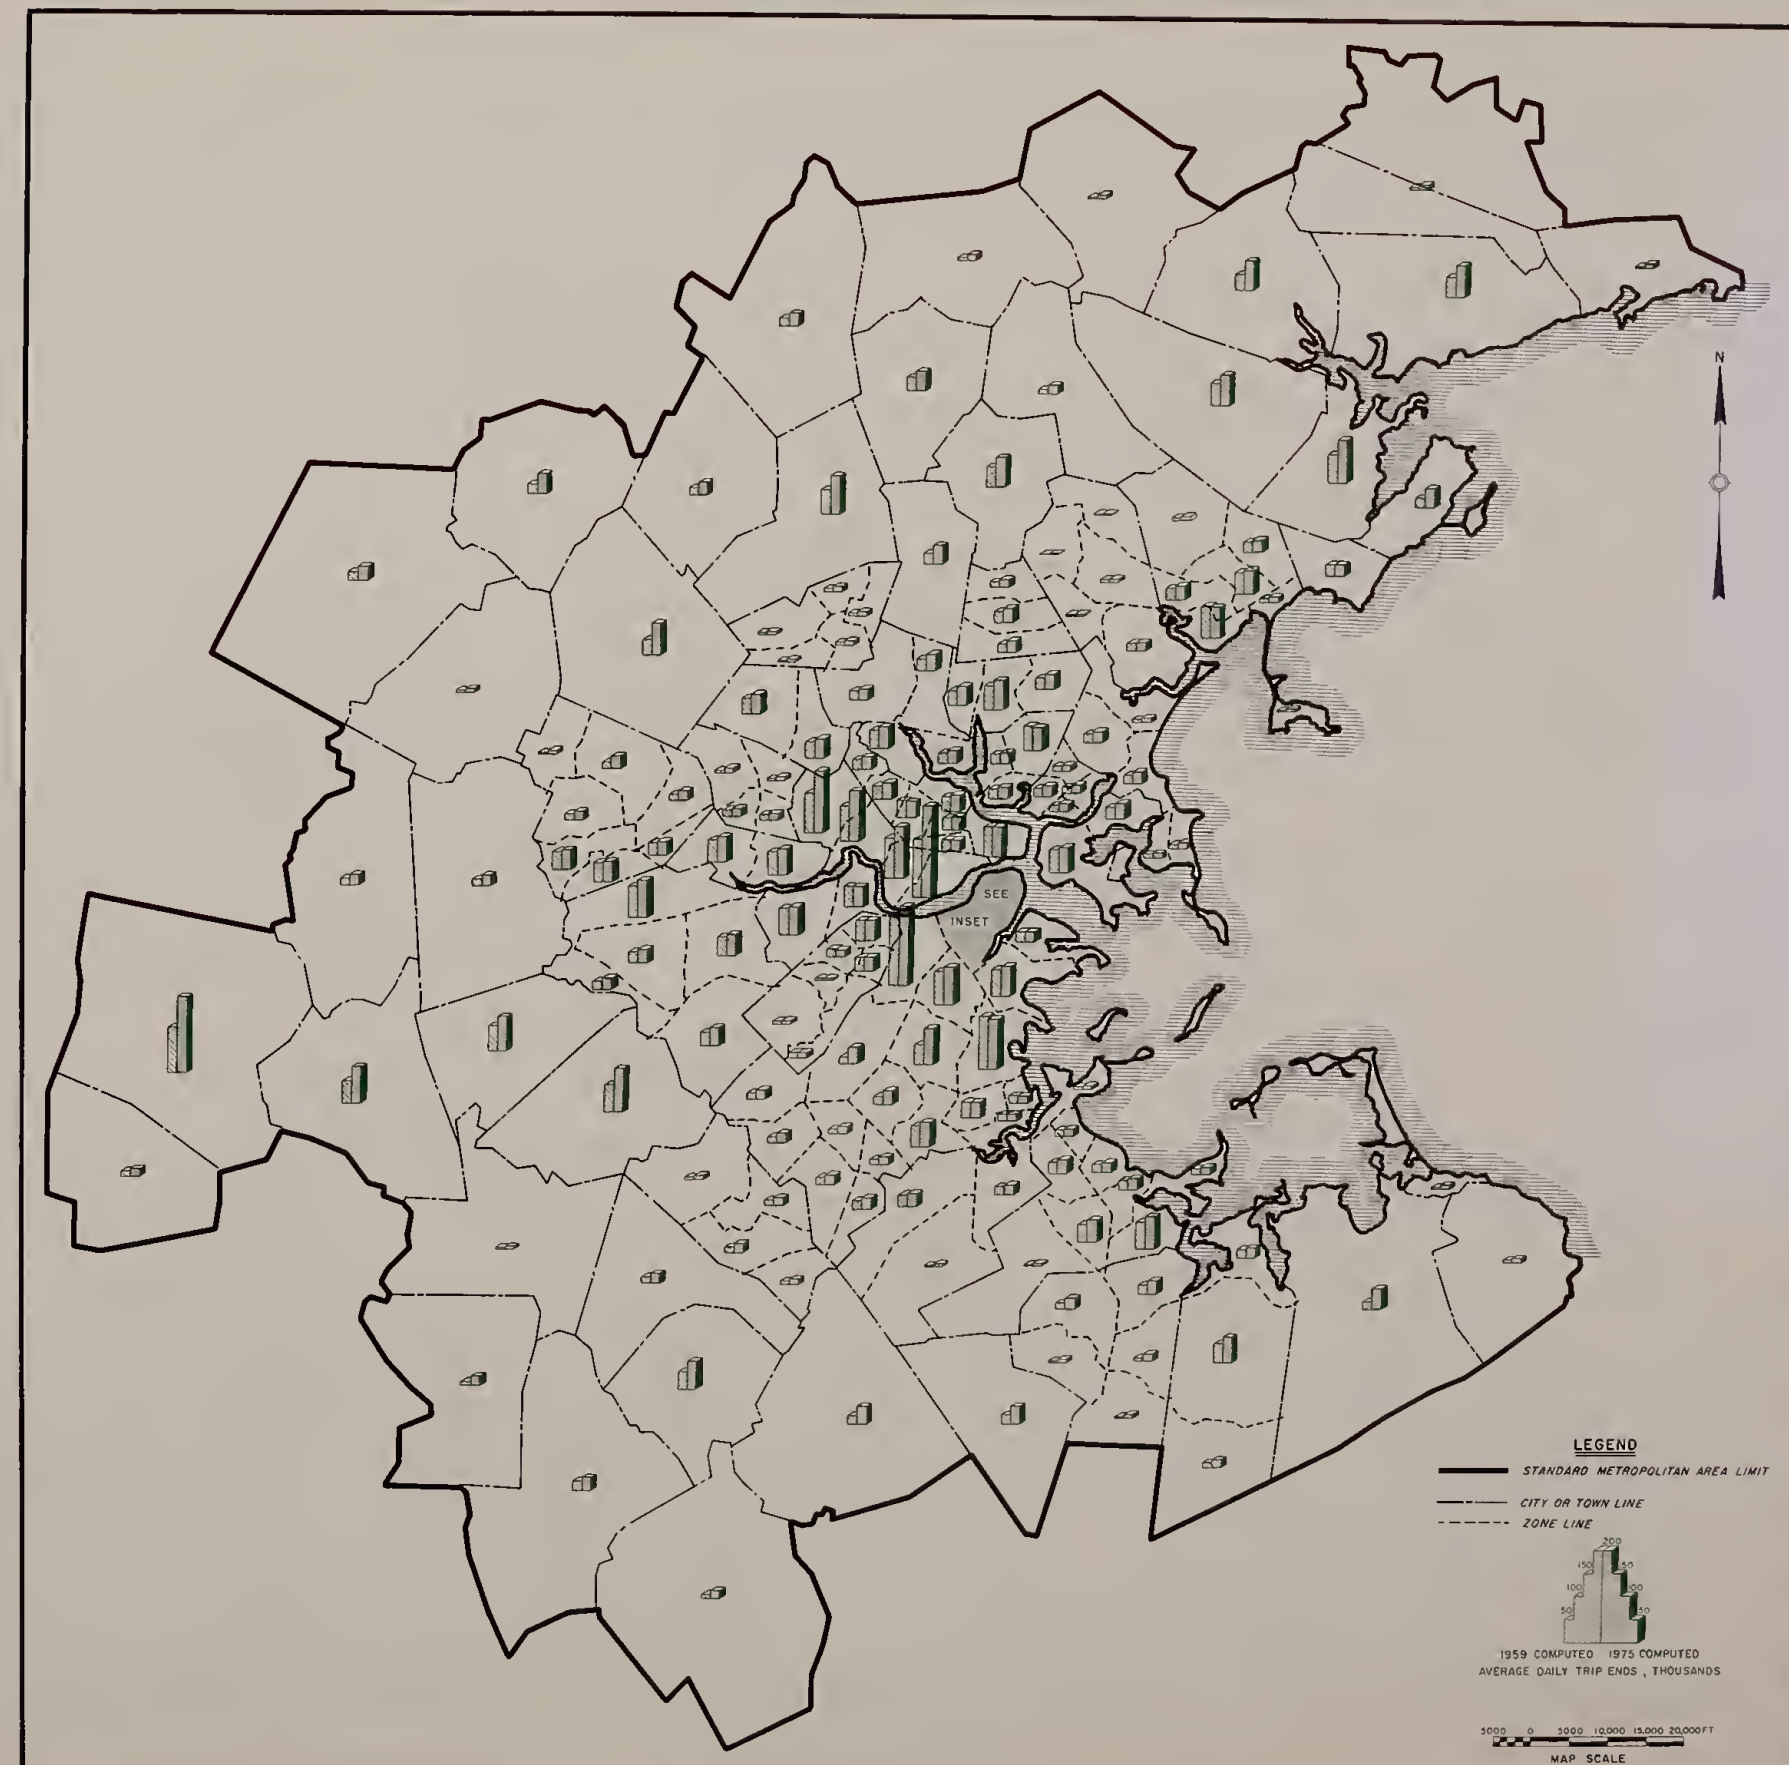 N
SEE
INSET
LEGEND
STANDARD METROPOLITAN AREA LIMIT
CITY OR TOWN LINE
ZONE LINE
200
150 150
100 100
50 50
1959 COMPUTED 1975 COMPUTED
AVERAGE DAILY TRIP ENDS, THOUSANDS
5000 0 5000 10,000 15,000 20,000 FT
MAP SCALE